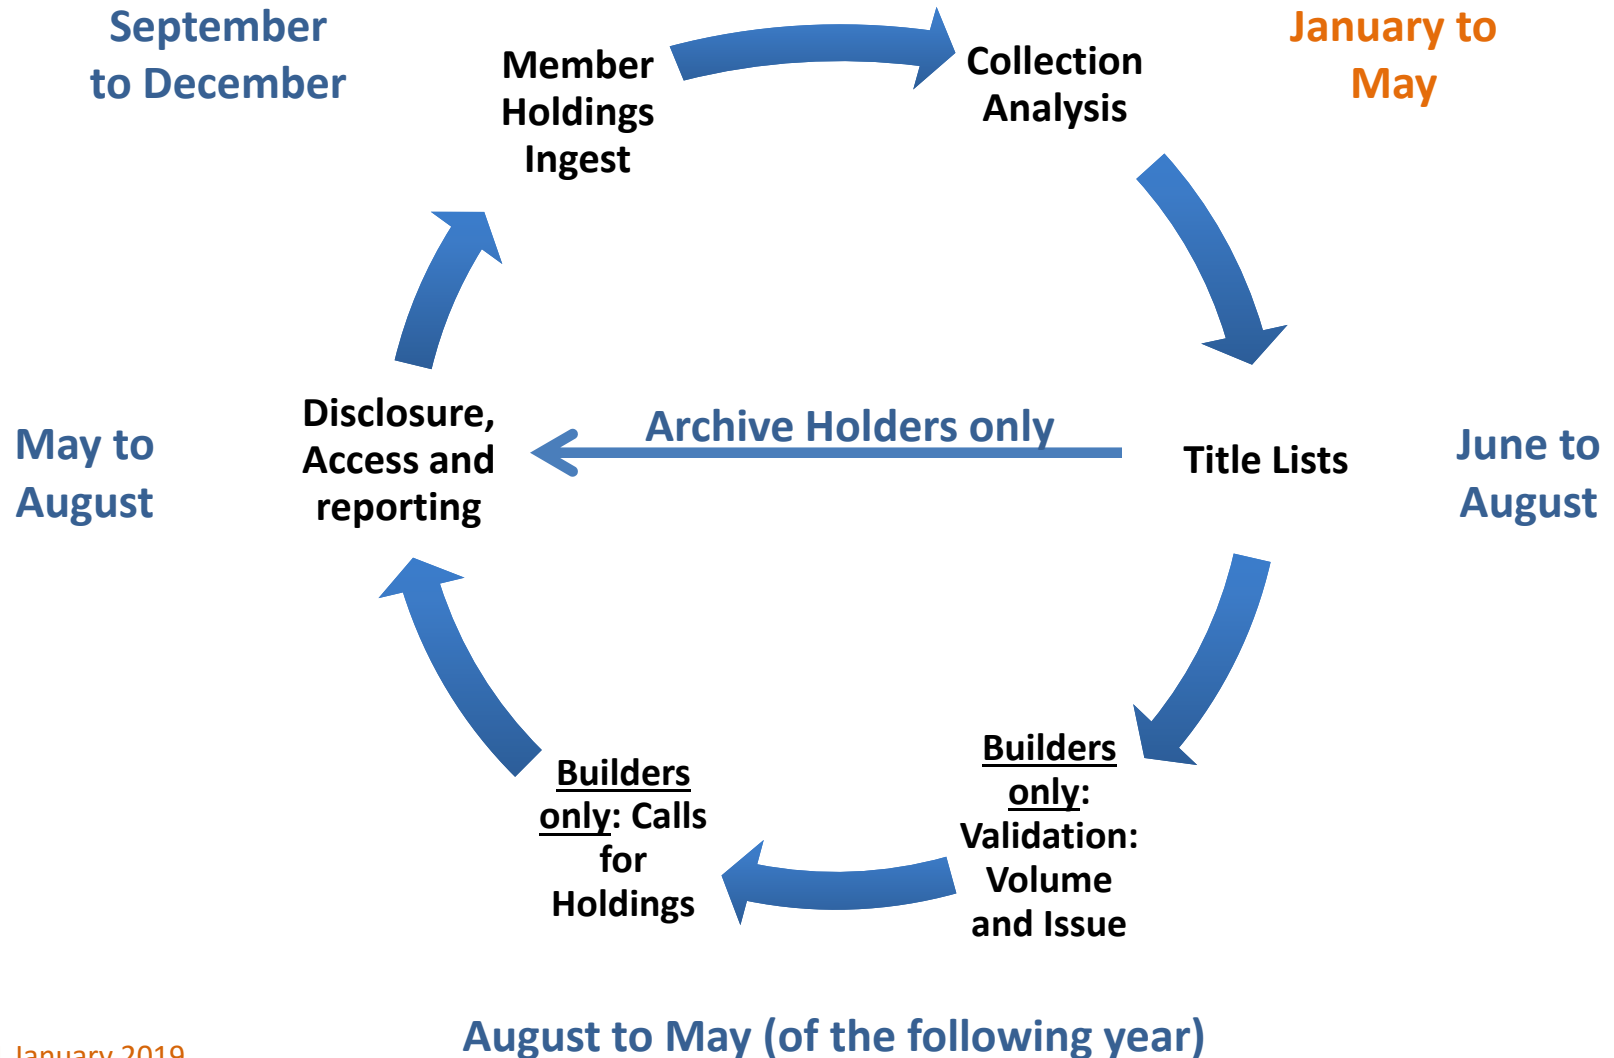 September
to December
Member
Holdings
Ingest
Collection
Analysis
January to
May
Disclosure,
Access and
reporting
May to
August
Archive Holders only
Title Lists
June to
August
Builders
only: Calls
for
Holdings
Builders
only:
Validation:
Volume
and Issue
August to May (of the following year)
January 2019